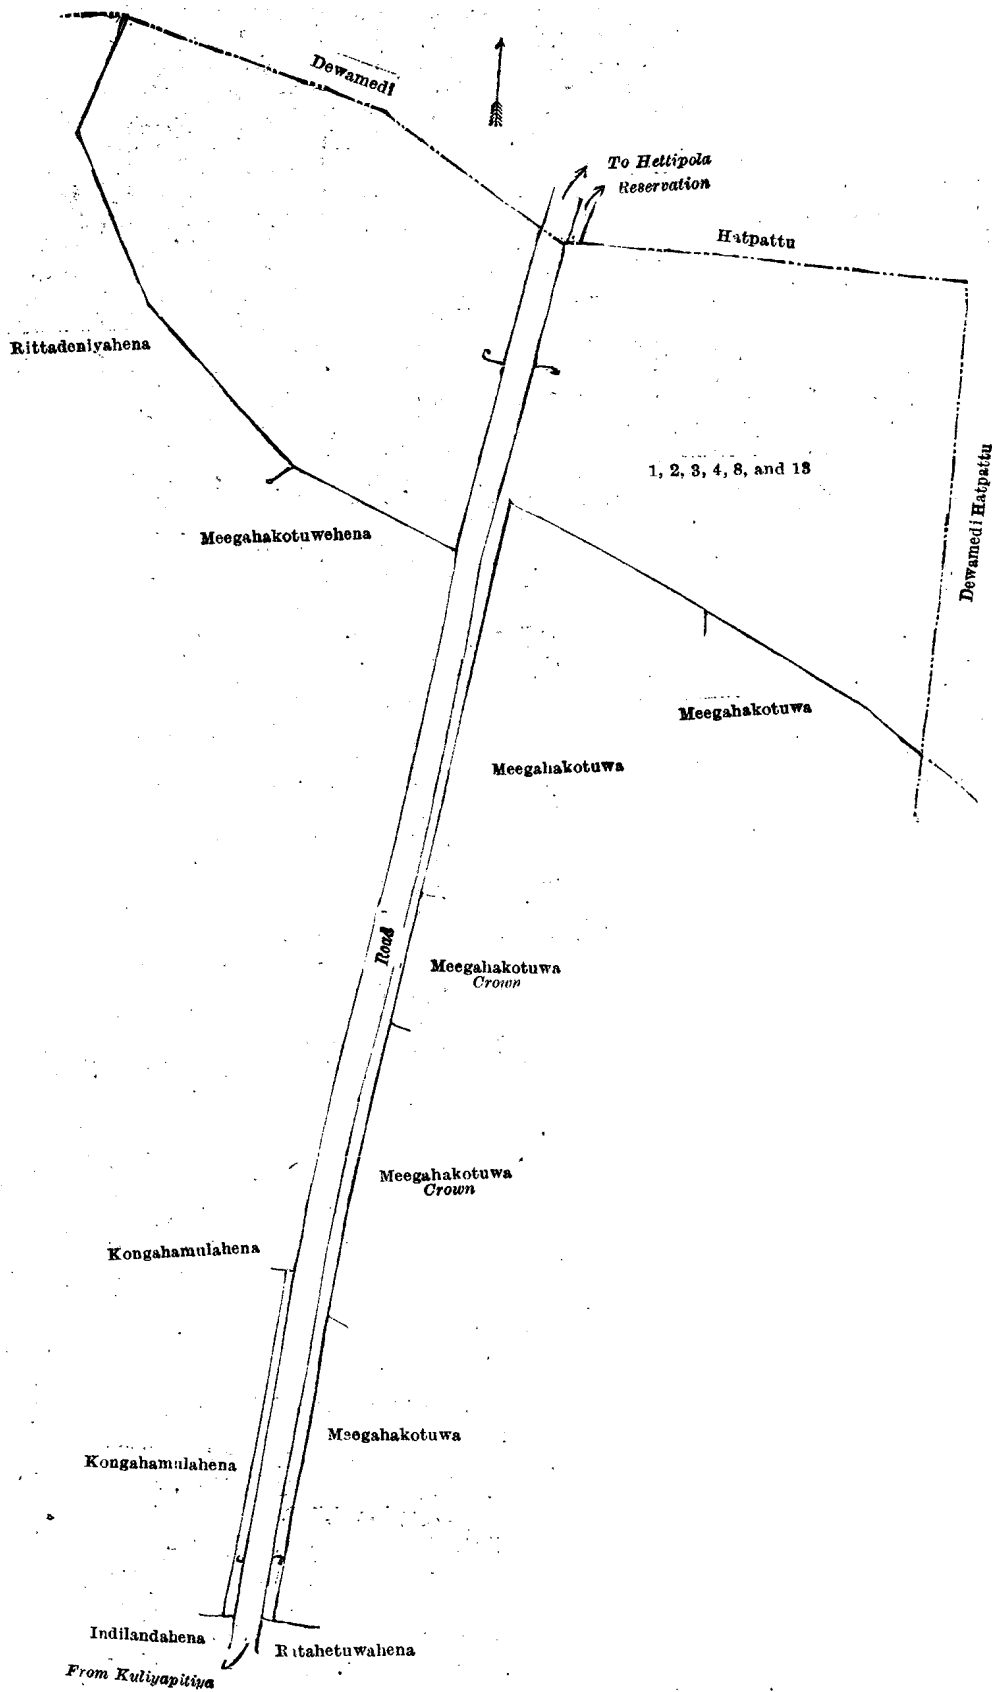 Dewamedi
To Hettipola
Reservation
Hatpattu
Rittadeniyahena
1, 2, 3, 4, 8, and 13
Dewamedi Hatpattu
Meegahakotuwehena
Meegahakotuwa
Meegahakotuwa
Road
Meegahakotuwa
Crown
Meegahakotuwa
Crown
Kongahamulahena
Meegahakotuwa
Kongahamulahena
Indilandahena
Ratahetuwahena
From Kuliyapitiya